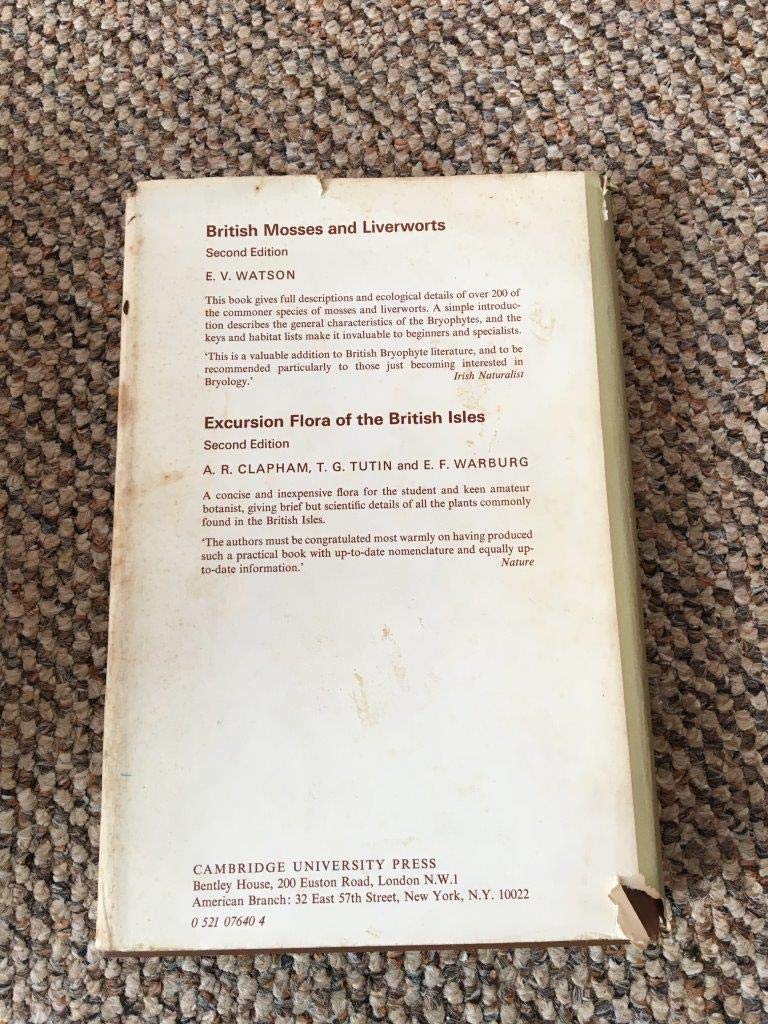 British Mosses and Liverworts
Second Edition
E. V. WATSON
This book gives full descriptions and ecological details of over 200 of
the commoner species of mosses and liverworts. A simple introduc-
tion describes the general characteristics of the Bryophytes, and the
keys and habitat lists make it invaluable to beginners and specialists.
‘This is a valuable addition to British Bryophyte literature, and to be
recommended particularly to those just becoming interested in
Bryology.’ Irish Naturalist
Excursion Flora of the British Isles
Second Edition
A. R. CLAPHAM, T. G. TUTIN and E. F. WARBURG
A concise and inexpensive flora for the student and keen amateur
botanist, giving brief but scientific details of all the plants commonly
found in the British Isles.
‘The authors must be congratulated most warmly on having produced
such a practical book with up-to-date nomenclature and equally up-
to-date information.’ Nature
CAMBRIDGE UNIVERSITY PRESS
Bentley House, 200 Euston Road, London N.W.1
American Branch: 32 East 57th Street, New York, N.Y. 10022
0 521 07640 4